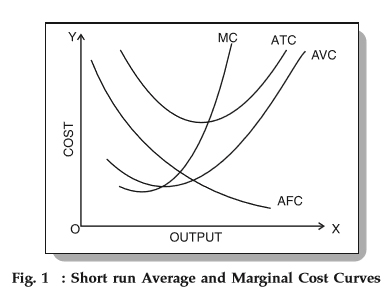 Y
MC
ATC
AVC
COST
AFC
O
X
OUTPUT
Fig. 1 : Short run Average and Marginal Cost Curves